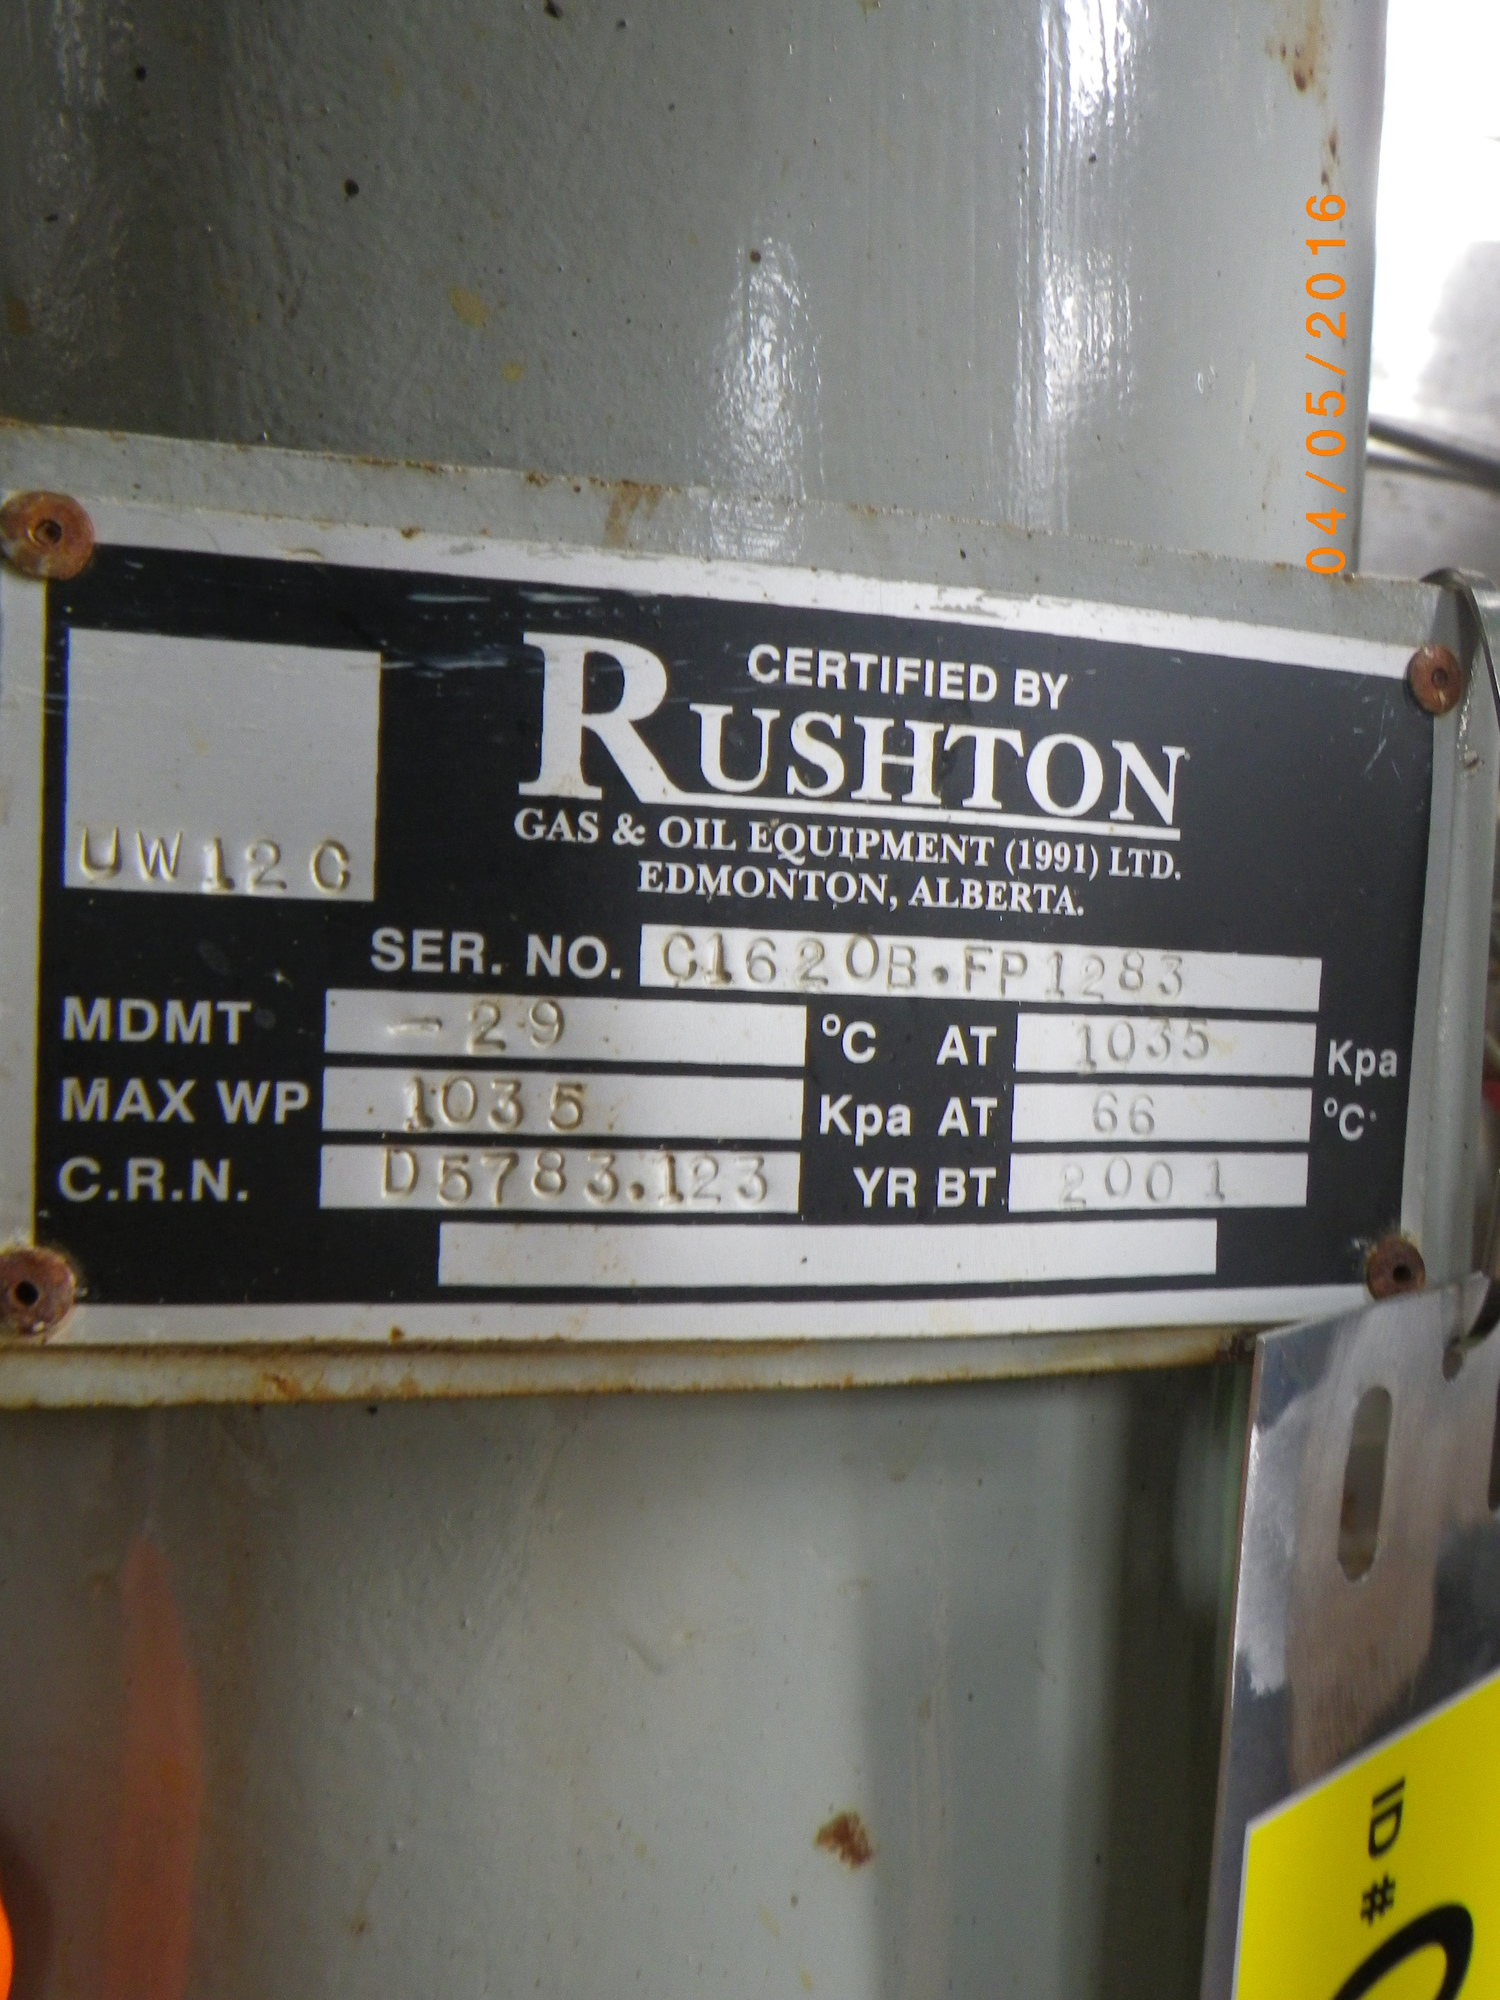 04/05/2016
UW12C
CERTIFIED BY
RUSHTON
GAS & OIL EQUIPMENT (1991) LTD.
EDMONTON, ALBERTA.
SER. NO. C1620B.FP1283
MDMT -29 °C AT 1035 Kpa
MAX WP 1035 Kpa AT 66 °C
C.R.N. D5783.123 YR BT 2001
ID #